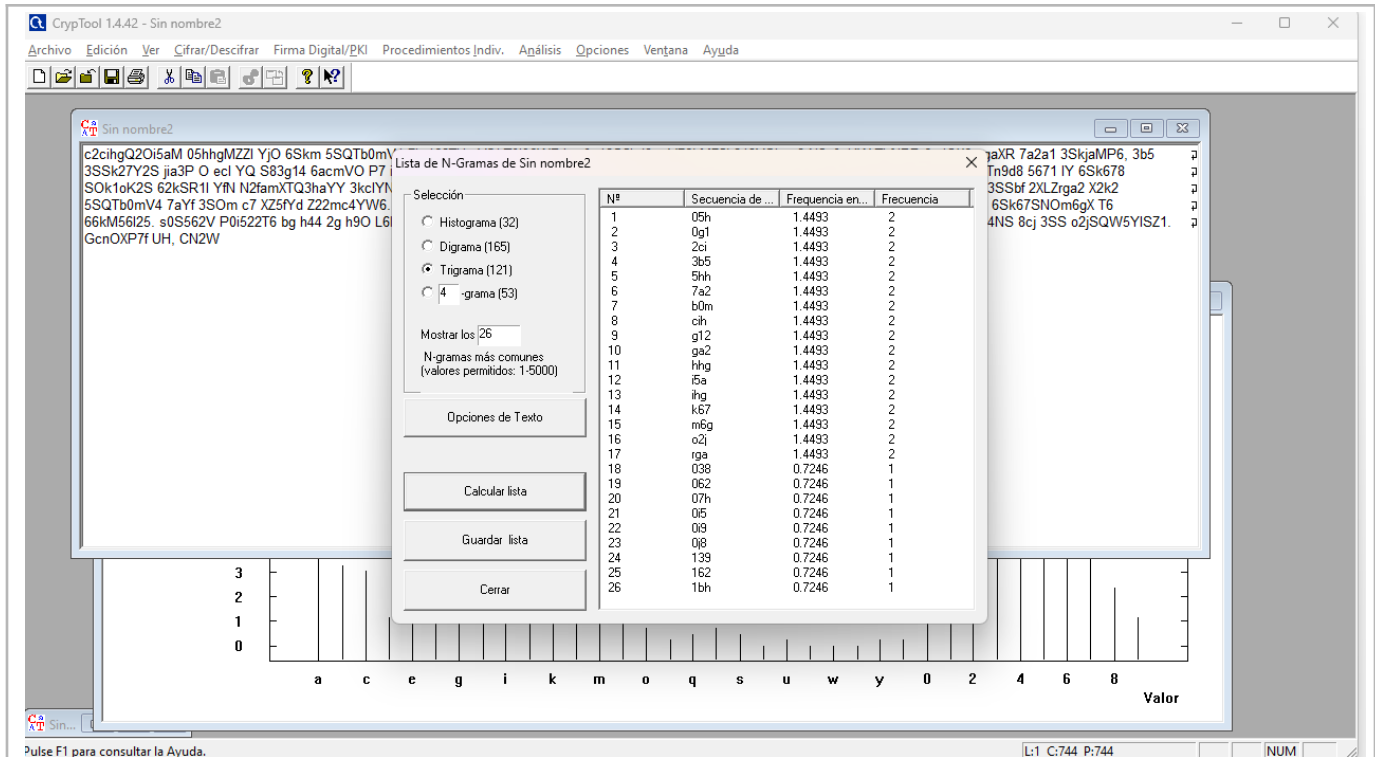 CrypTool 1.4.42 - Sin nombre2
Archivo Edición Ver Cifrar/Descifrar Firma Digital/PKI Procedimientos Indiv. Análisis Opciones Ventana Ayuda
Sin nombre2
c2cihgQ2Oi5aM 05hhgMZZI YjO 6Skm 5SQTb0mV
gaXR 7a2a1 3SkjaMP6, 3b5
3SSk27Y2S jia3P O ecl YQ S83g14 6acmVO P7
Tn9d8 5671 IY 6Sk678
SOk1oK2S 62kSR1I YfN N2famXTQ3haYY 3kclYN
3SSbf 2XLZrga2 X2k2
5SQTb0mV4 7aYf 3SOm c7 XZ5fYd Z22mc4YW6.
6Sk67SNOm6gX T6
66kM56I25. s0S562V P0i522T6 bg h44 2g h9O L6
4NS 8cj 3SS o2jSQW5YISZ1.
GcnOXP7f UH, CN2W
Lista de N-Gramas de Sin nombre2
Selección
Histograma (32)
Digrama (165)
Trigrama (121)
4 -grama (53)
Mostrar los 26
N-gramas más comunes
(valores permitidos: 1-5000)
Opciones de Texto
Calcular lista
Guardar lista
Cerrar
Nº Secuencia de ... Frequencia en... Frecuencia
1 05h 1.4493 2
2 0g1 1.4493 2
3 2ci 1.4493 2
4 3b5 1.4493 2
5 5hh 1.4493 2
6 7a2 1.4493 2
7 b0m 1.4493 2
8 cih 1.4493 2
9 g12 1.4493 2
10 ga2 1.4493 2
11 hhg 1.4493 2
12 i5a 1.4493 2
13 ihg 1.4493 2
14 k67 1.4493 2
15 m6g 1.4493 2
16 o2j 1.4493 2
17 rga 1.4493 2
18 038 0.7246 1
19 062 0.7246 1
20 07h 0.7246 1
21 0i5 0.7246 1
22 0i9 0.7246 1
23 0j8 0.7246 1
24 139 0.7246 1
25 162 0.7246 1
26 1bh 0.7246 1
3
2
1
0
a c e g i k m o q s u w y 0 2 4 6 8
Valor
Sin...
Pulse F1 para consultar la Ayuda.
L:1 C:744 P:744
NUM